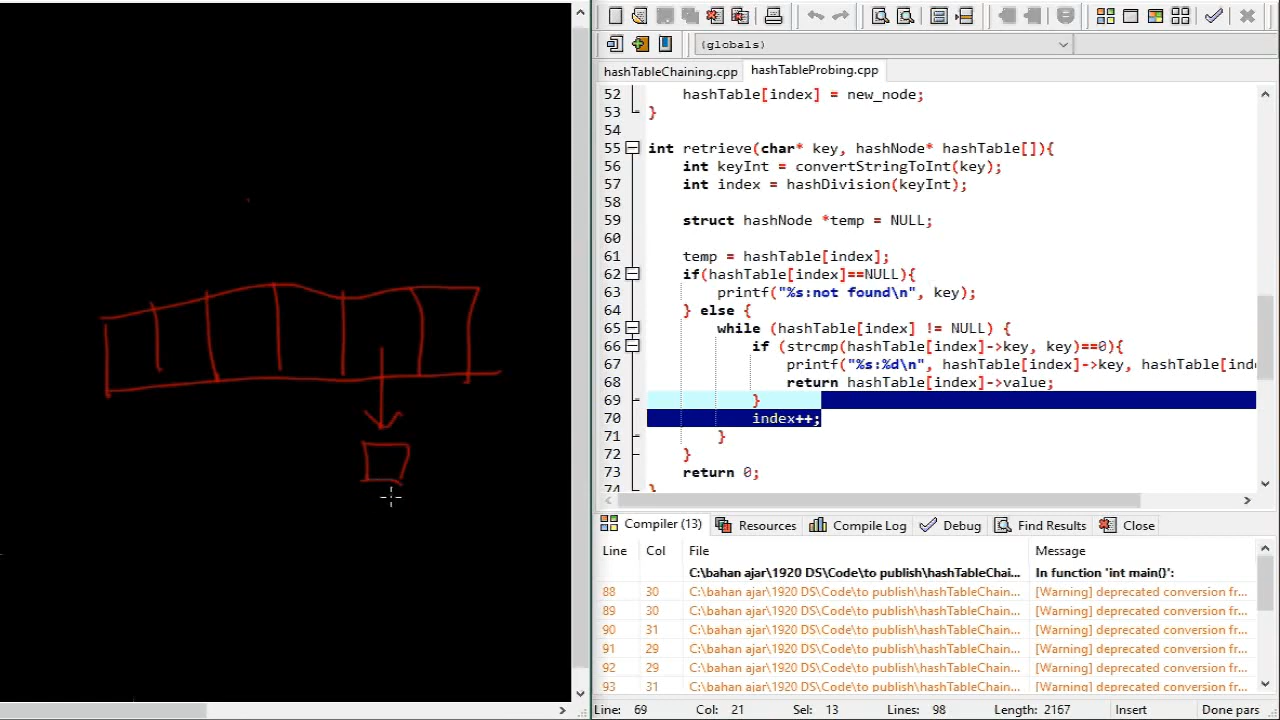 (globals)
hashTableChaining.cpp hashTableProbing.cpp
52 hashTable[index] = new_node;
53 }
54
55 int retrieve(char* key, hashNode* hashTable[]){
56 int keyInt = convertStringToInt(key);
57 int index = hashDivision(keyInt);
58
59 struct hashNode *temp = NULL;
60
61 temp = hashTable[index];
62 if(hashTable[index]==NULL){
63 printf("%s:not found\n", key);
64 } else {
65 while (hashTable[index] != NULL) {
66 if (strcmp(hashTable[index]->key, key)==0){
67 printf("%s:%d\n", hashTable[index]->key, hashTable[inde
68 return hashTable[index]->value;
69 }
70 index++;
71 }
72 }
73 return 0;
74 }
Compiler (13) Resources Compile Log Debug Find Results Close
Line Col File Message
C:\bahan ajar\1920 DS\Code\to publish\hashTableChai... In function 'int main()':
88 30 C:\bahan ajar\1920 DS\Code\to publish\hashTableChain... [Warning] deprecated conversion fr...
89 30 C:\bahan ajar\1920 DS\Code\to publish\hashTableChain... [Warning] deprecated conversion fr...
90 31 C:\bahan ajar\1920 DS\Code\to publish\hashTableChain... [Warning] deprecated conversion fr...
91 29 C:\bahan ajar\1920 DS\Code\to publish\hashTableChain... [Warning] deprecated conversion fr...
92 29 C:\bahan ajar\1920 DS\Code\to publish\hashTableChain... [Warning] deprecated conversion fr...
93 31 C:\bahan ajar\1920 DS\Code\to publish\hashTableChain... [Warning] deprecated conversion fr...
Line: 69 Col: 21 Sel: 13 Lines: 98 Length: 2167 Insert Done pars